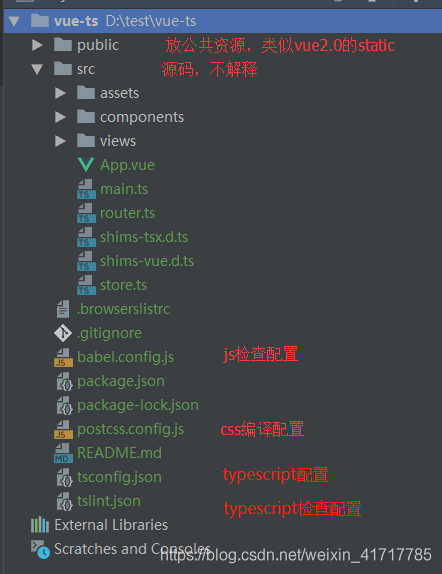 vue-ts D:\test\vue-ts
public 放公共资源，类似vue2.0的static
src 源码，不解释
assets
components
views
App.vue
main.ts
router.ts
shims-tsx.d.ts
shims-vue.d.ts
store.ts
.browserslistrc
.gitignore
babel.config.js js检查配置
package.json
package-lock.json
postcss.config.js css编译配置
README.md
tsconfig.json typescript配置
tslint.json typescript检查配置
External Libraries
Scratches and Consoles
https://blog.csdn.net/weixin_41717785